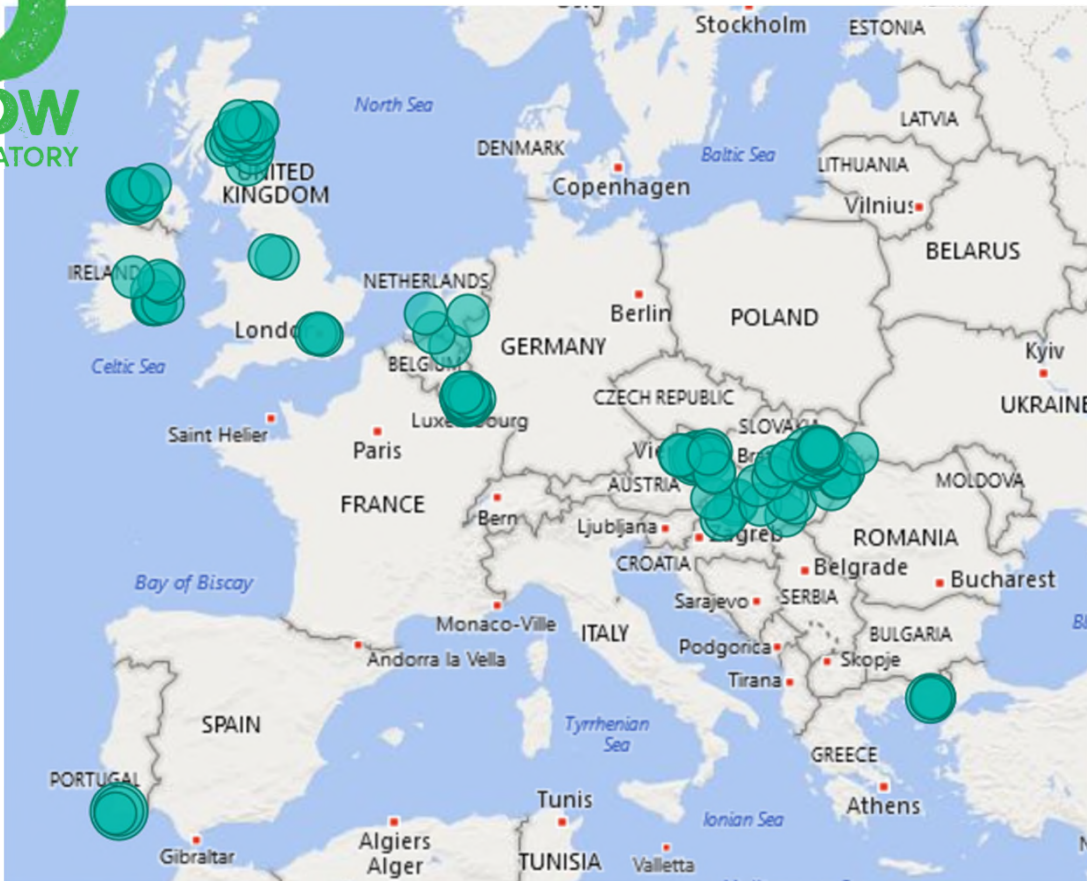 OW
ATORY
Stockholm
ESTONIA
North Sea
LATVIA
DENMARK
Baltic Sea
LITHUANIA
Copenhagen
UNITED
KINGDOM
Vilnius
BELARUS
IRELAND
NETHERLANDS
Berlin
POLAND
GERMANY
Kyiv
Celtic Sea
BELGIUM
CZECH REPUBLIC
UKRAINE
Saint Helier
Paris
SLOVAKIA
AUSTRIA
MOLDOVA
FRANCE
Bern
Ljubljana
Zagreb
ROMANIA
CROATIA
Belgrade
Bucharest
Bay of Biscay
Sarajevo
SERBIA
Monaco-Ville
ITALY
BULGARIA
Podgorica
Andorra la Vella
Skopje
Tirana
SPAIN
Tyrrhenian
Sea
GREECE
PORTUGAL
Tunis
Athens
Ionian Sea
Algiers
Alger
Gibraltar
TUNISIA
Valletta